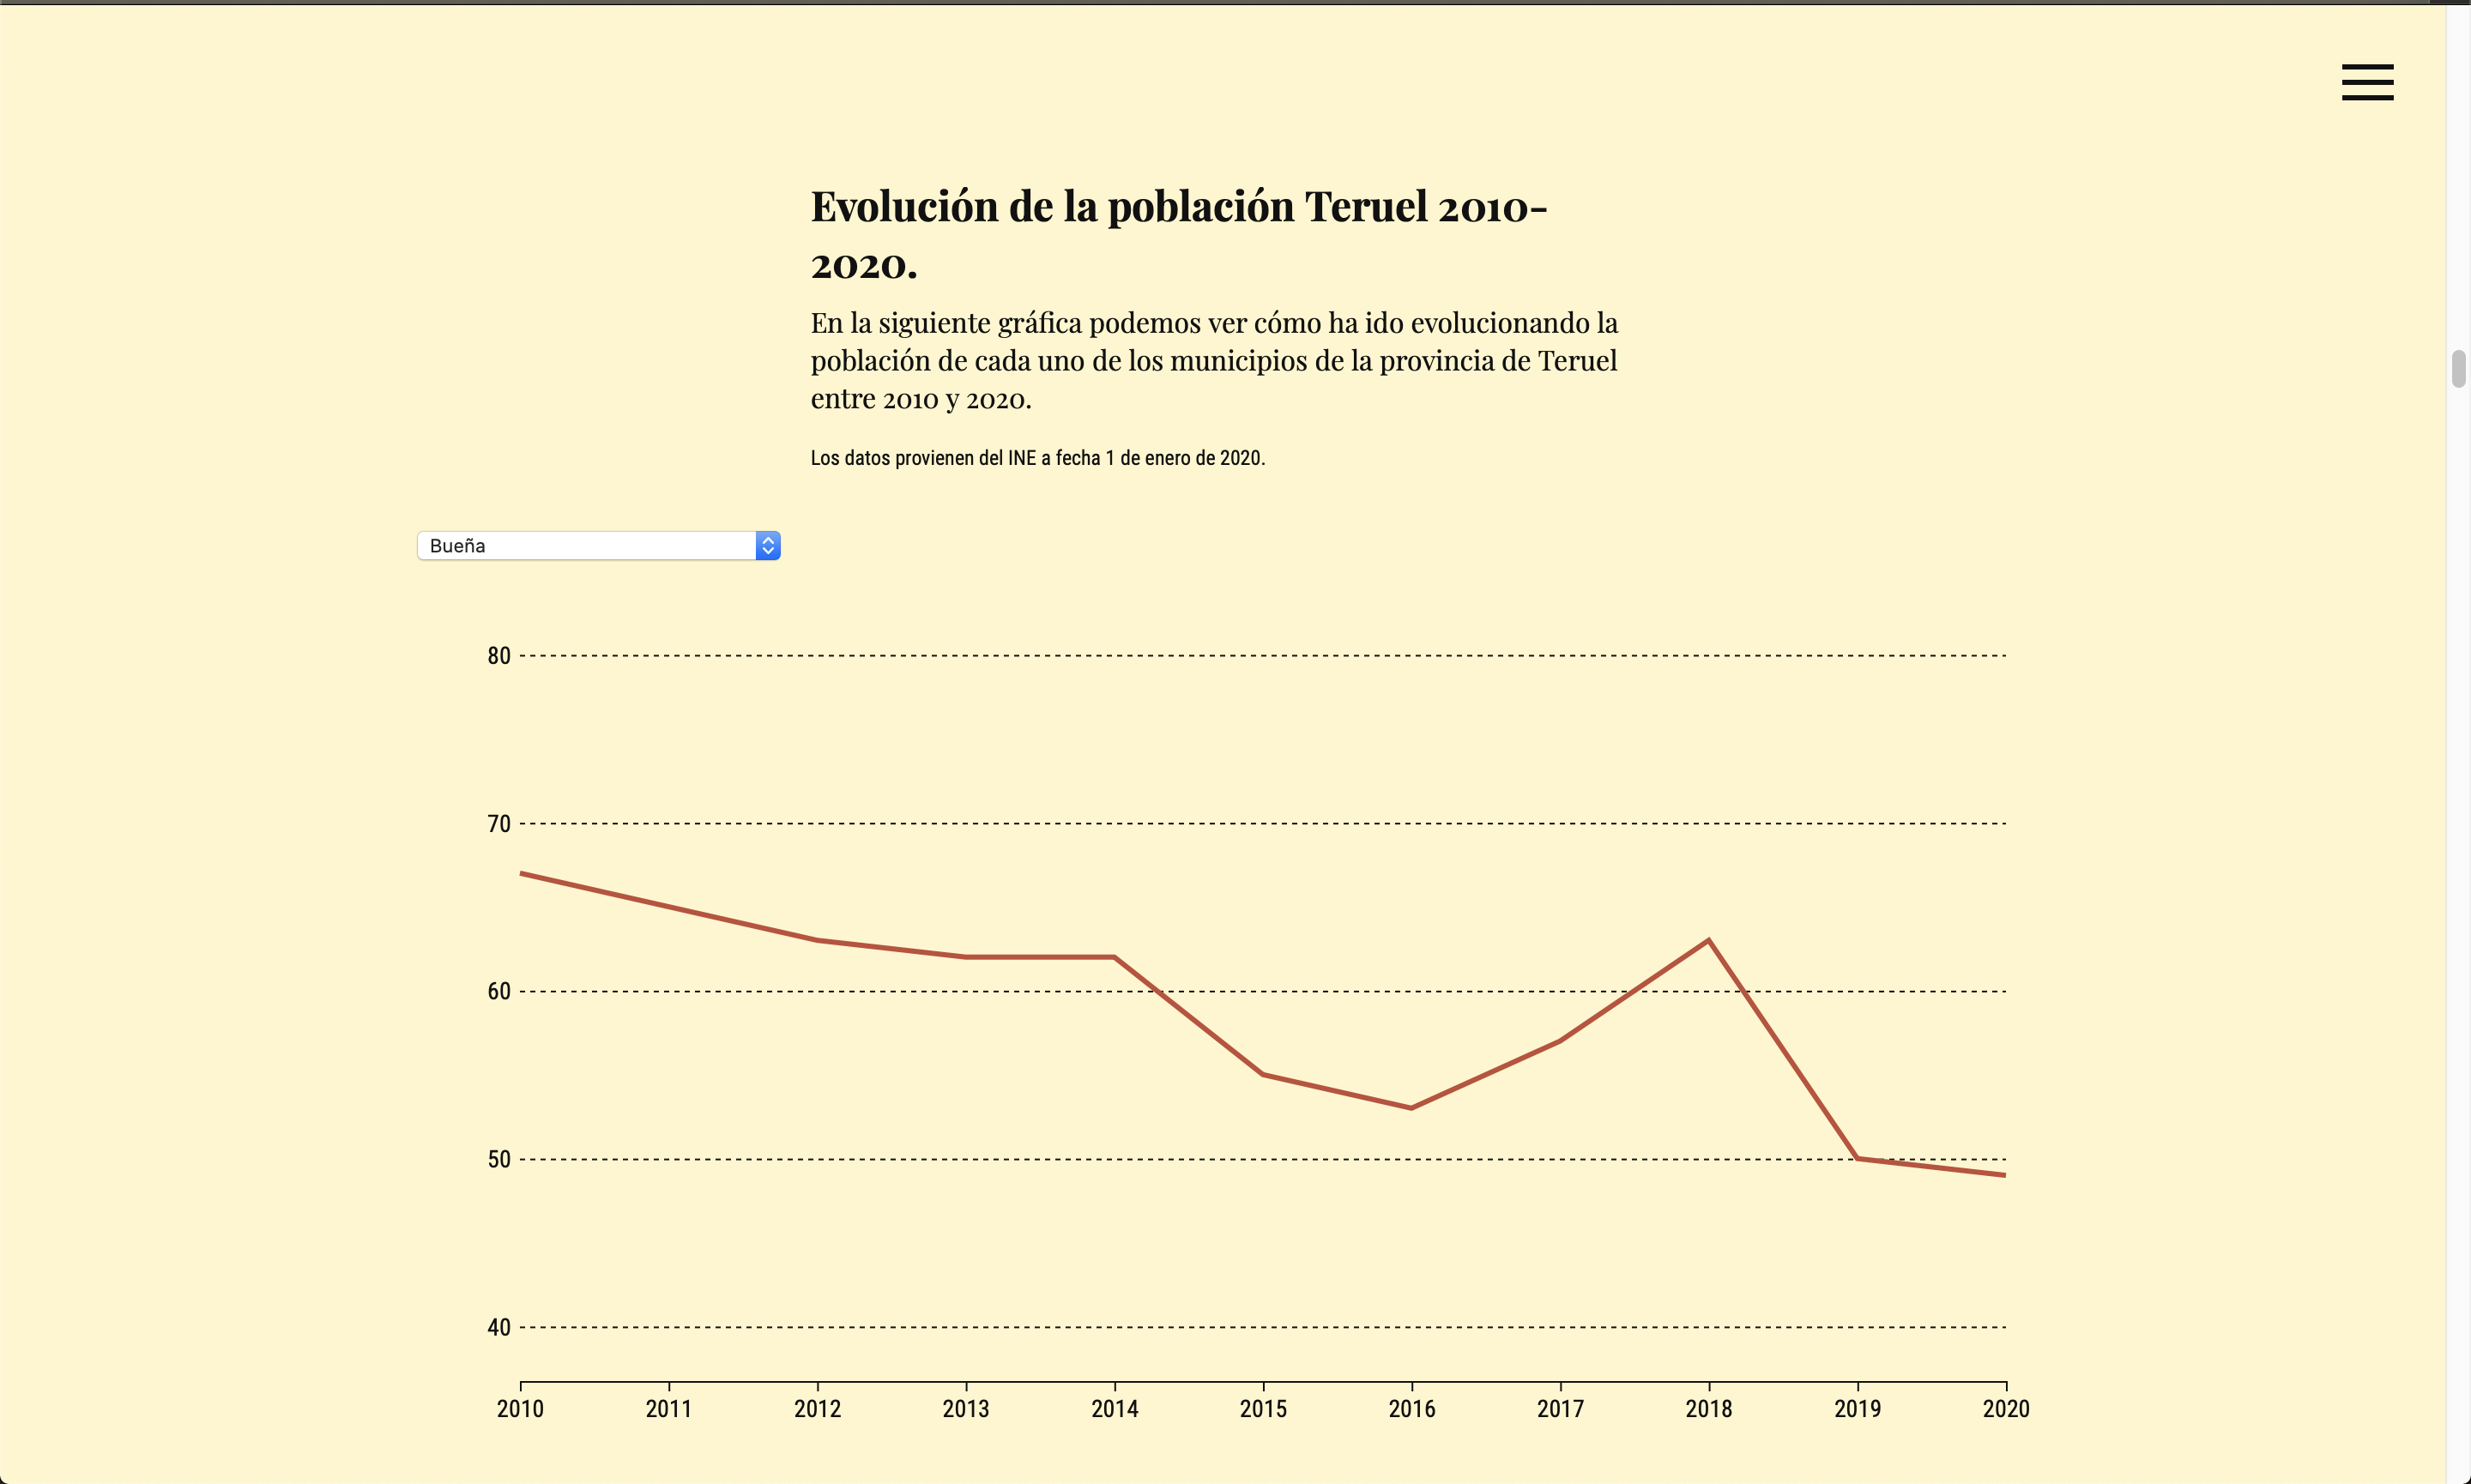 Evolución de la población Teruel 2010-
2020.
En la siguiente gráfica podemos ver cómo ha ido evolucionando la
población de cada uno de los municipios de la provincia de Teruel
entre 2010 y 2020.
Los datos provienen del INE a fecha 1 de enero de 2020.
Bueña
80
70
60
50
40
2010 2011 2012 2013 2014 2015 2016 2017 2018 2019 2020